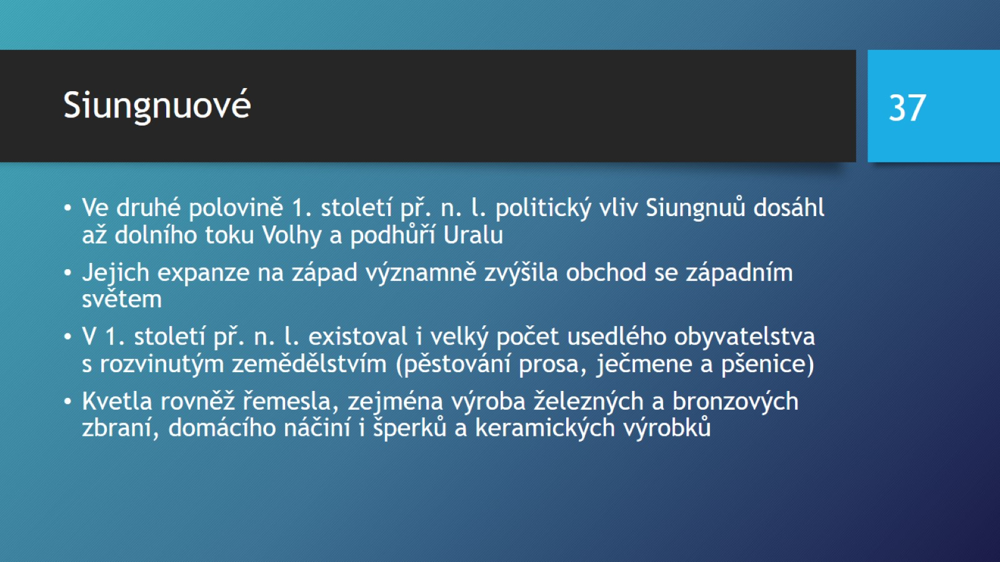 Siungnuové
37
• Ve druhé polovině 1. století př. n. l. politický vliv Siungnuů dosáhl
až dolního toku Volhy a podhůří Uralu
• Jejich expanze na západ významně zvýšila obchod se západním
světem
• V 1. století př. n. l. existoval i velký počet usedlého obyvatelstva
s rozvinutým zemědělstvím (pěstování prosa, ječmene a pšenice)
• Kvetla rovněž řemesla, zejména výroba železných a bronzových
zbraní, domácího náčiní i šperků a keramických výrobků